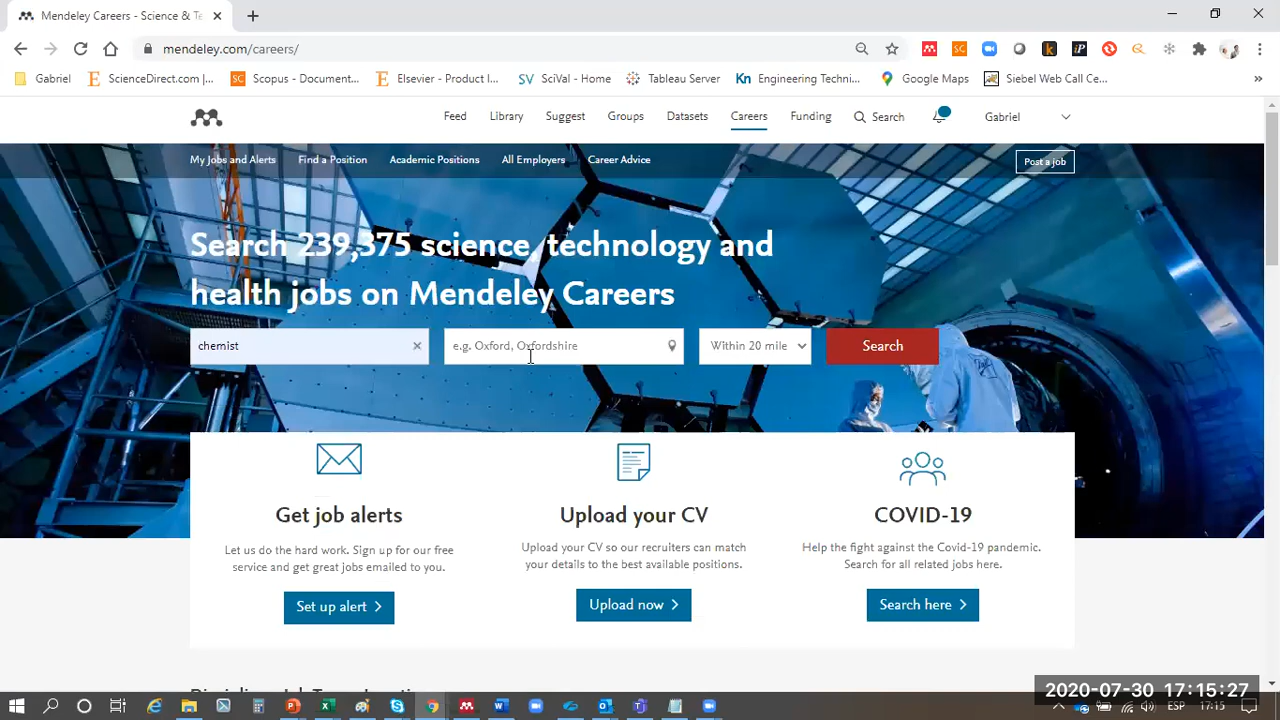 Mendeley Careers - Science & Te
mendeley.com/careers/
Gabriel
ScienceDirect.com |...
Scopus - Documen...
Elsevier - Product I...
SciVal - Home
Tableau Server
Engineering Techni...
Google Maps
Siebel Web Call Ce...
Feed
Library
Suggest
Groups
Datasets
Careers
Funding
Search
Gabriel
My Jobs and Alerts
Find a Position
Academic Positions
All Employers
Career Advice
Post a job
Search 239,375 science, technology and
health jobs on Mendeley Careers
chemist
e.g. Oxford, Oxfordshire
Within 20 mile
Search
Get job alerts
Let us do the hard work. Sign up for our free
service and get great jobs emailed to you.
Set up alert
Upload your CV
Upload your CV so our recruiters can match
your details to the best available positions.
Upload now
COVID-19
Help the fight against the Covid-19 pandemic.
Search for all related jobs here.
Search here
2020-07-30 17:15:27
ESP
17:15